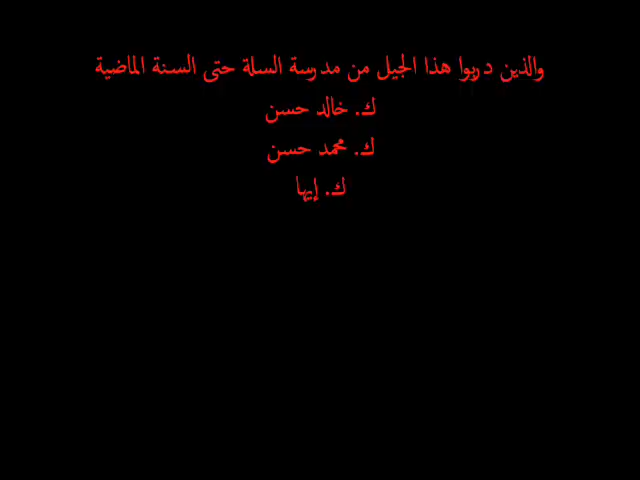 والذين دربوا هذا الجيل من مدرسة السلة حتى السنة الماضية
ك. خالد حسن
ك. محمد حسن
ك. إيها